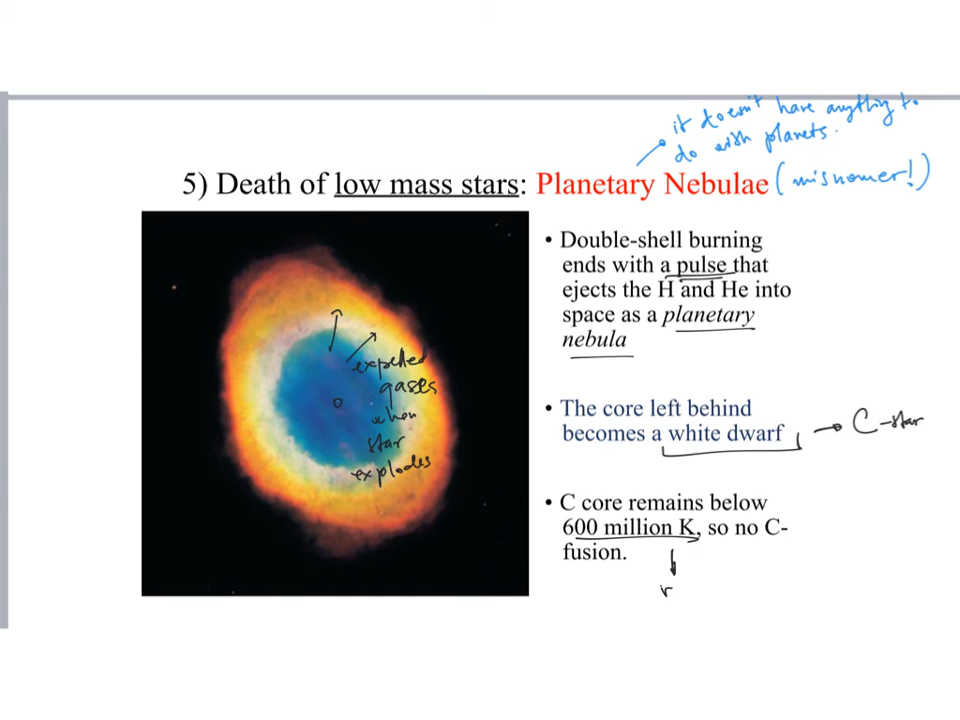 it doesn't have anything to
do with planets.
5) Death of low mass stars: Planetary Nebulae (misnomer!)
• Double-shell burning
ends with a pulse that
ejects the H and He into
space as a planetary
nebula
expelled
gases
when
star
explodes
• The core left behind
becomes a white dwarf → C-star
• C core remains below
600 million K, so no C-
fusion.